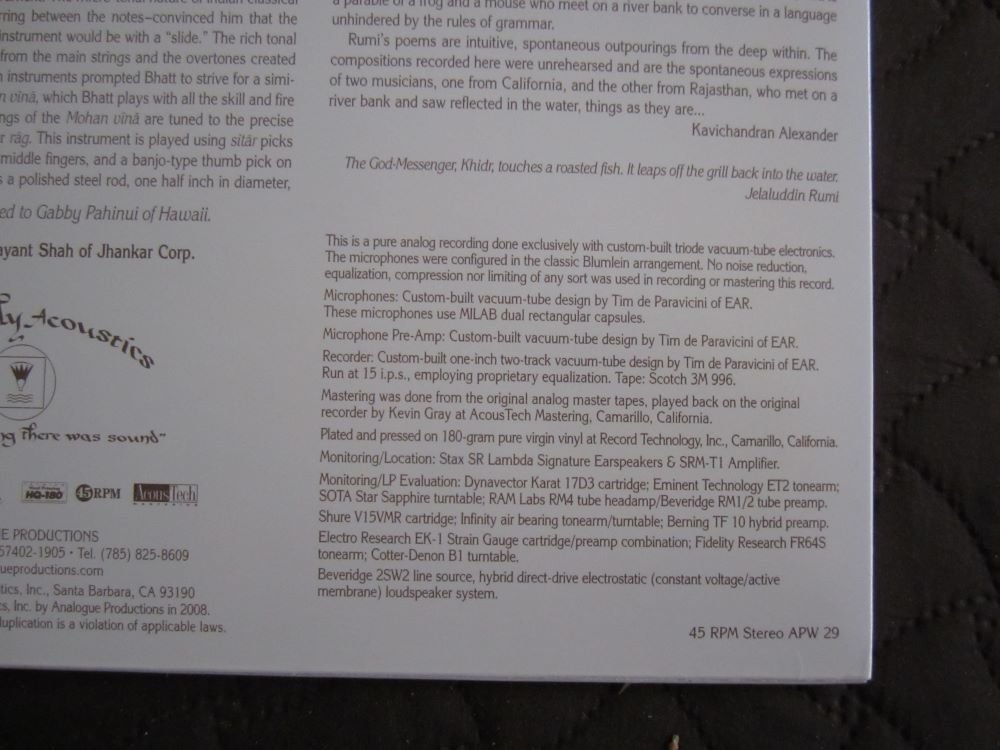 ring between the notes–convinced him that the
instrument would be with a “slide.” The rich tonal
from the main strings and the overtones created
instruments prompted Bhatt to strive for a simi-
vīnā, which Bhatt plays with all the skill and fire
ngs of the Mohan vīnā are tuned to the precise
r rāg. This instrument is played using sitār picks
middle fingers, and a banjo-type thumb pick on
s a polished steel rod, one half inch in diameter,
ed to Gabby Pahinui of Hawaii.
ayant Shah of Jhankar Corp.
ly Acoustics
ng there was sound”
HQ-180 45RPM AcousTech
E PRODUCTIONS
57402-1905 • Tel. (785) 825-8609
ueproductions.com
tics, Inc., Santa Barbara, CA 93190
cs, Inc. by Analogue Productions in 2008.
duplication is a violation of applicable laws.
a parable of a frog and a mouse who meet on a river bank to converse in a language
unhindered by the rules of grammar.
Rumi’s poems are intuitive, spontaneous outpourings from the deep within. The
compositions recorded here were unrehearsed and are the spontaneous expressions
of two musicians, one from California, and the other from Rajasthan, who met on a
river bank and saw reflected in the water, things as they are...
Kavichandran Alexander
The God-Messenger, Khidr, touches a roasted fish. It leaps off the grill back into the water.
Jelaluddin Rumi
This is a pure analog recording done exclusively with custom-built triode vacuum-tube electronics.
The microphones were configured in the classic Blumlein arrangement. No noise reduction,
equalization, compression nor limiting of any sort was used in recording or mastering this record.
Microphones: Custom-built vacuum-tube design by Tim de Paravicini of EAR.
These microphones use MILAB dual rectangular capsules.
Microphone Pre-Amp: Custom-built vacuum-tube design by Tim de Paravicini of EAR.
Recorder: Custom-built one-inch two-track vacuum-tube design by Tim de Paravicini of EAR.
Run at 15 i.p.s., employing proprietary equalization. Tape: Scotch 3M 996.
Mastering was done from the original analog master tapes, played back on the original
recorder by Kevin Gray at AcousTech Mastering, Camarillo, California.
Plated and pressed on 180-gram pure virgin vinyl at Record Technology, Inc., Camarillo, California.
Monitoring/Location: Stax SR Lambda Signature Earspeakers & SRM-T1 Amplifier.
Monitoring/LP Evaluation: Dynavector Karat 17D3 cartridge; Eminent Technology ET2 tonearm;
SOTA Star Sapphire turntable; RAM Labs RM4 tube headamp/Beveridge RM1/2 tube preamp.
Shure V15VMR cartridge; Infinity air bearing tonearm/turntable; Berning TF 10 hybrid preamp.
Electro Research EK-1 Strain Gauge cartridge/preamp combination; Fidelity Research FR64S
tonearm; Cotter-Denon B1 turntable.
Beveridge 2SW2 line source, hybrid direct-drive electrostatic (constant voltage/active
membrane) loudspeaker system.
45 RPM Stereo APW 29